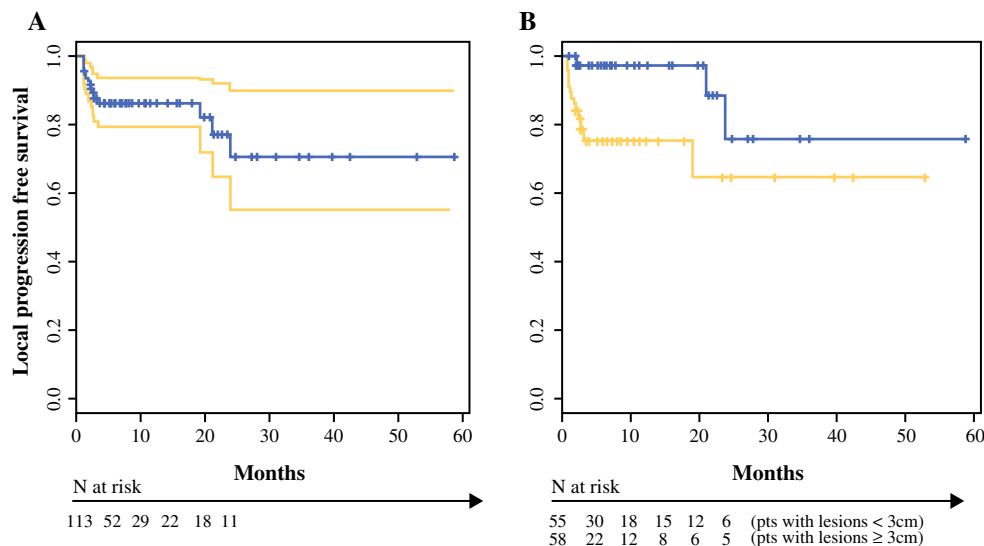 A
B
Local progression free survival
1.0
0.8
0.6
0.4
0.2
0.0
0 10 20 30 40 50 60
Months
N at risk
113 52 29 22 18 11
1.0
0.8
0.6
0.4
0.2
0.0
0 10 20 30 40 50 60
Months
N at risk
55 30 18 15 12 6 (pts with lesions < 3cm)
58 22 12 8 6 5 (pts with lesions ≥ 3cm)